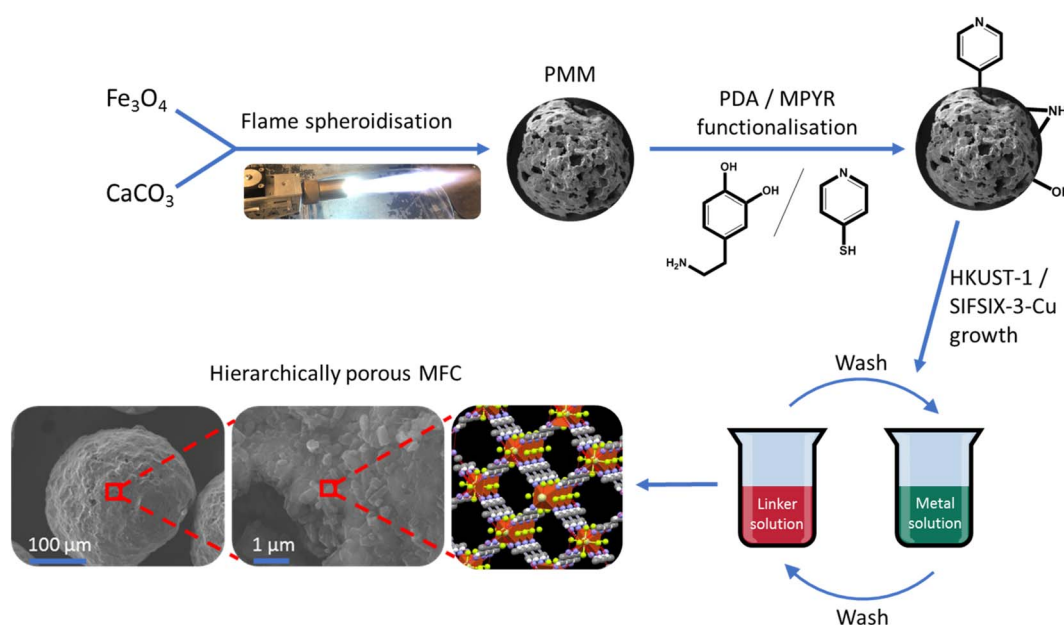 Fe₃O₄
CaCO₃
Flame spheroidisation
PMM
PDA / MPYR
functionalisation
OH
OH
H₂N
N
SH
N
NH
OH
HKUST-1 /
SIFSIX-3-Cu
growth
Wash
Linker
solution
Metal
solution
Wash
Hierarchically porous MFC
100 µm
1 µm